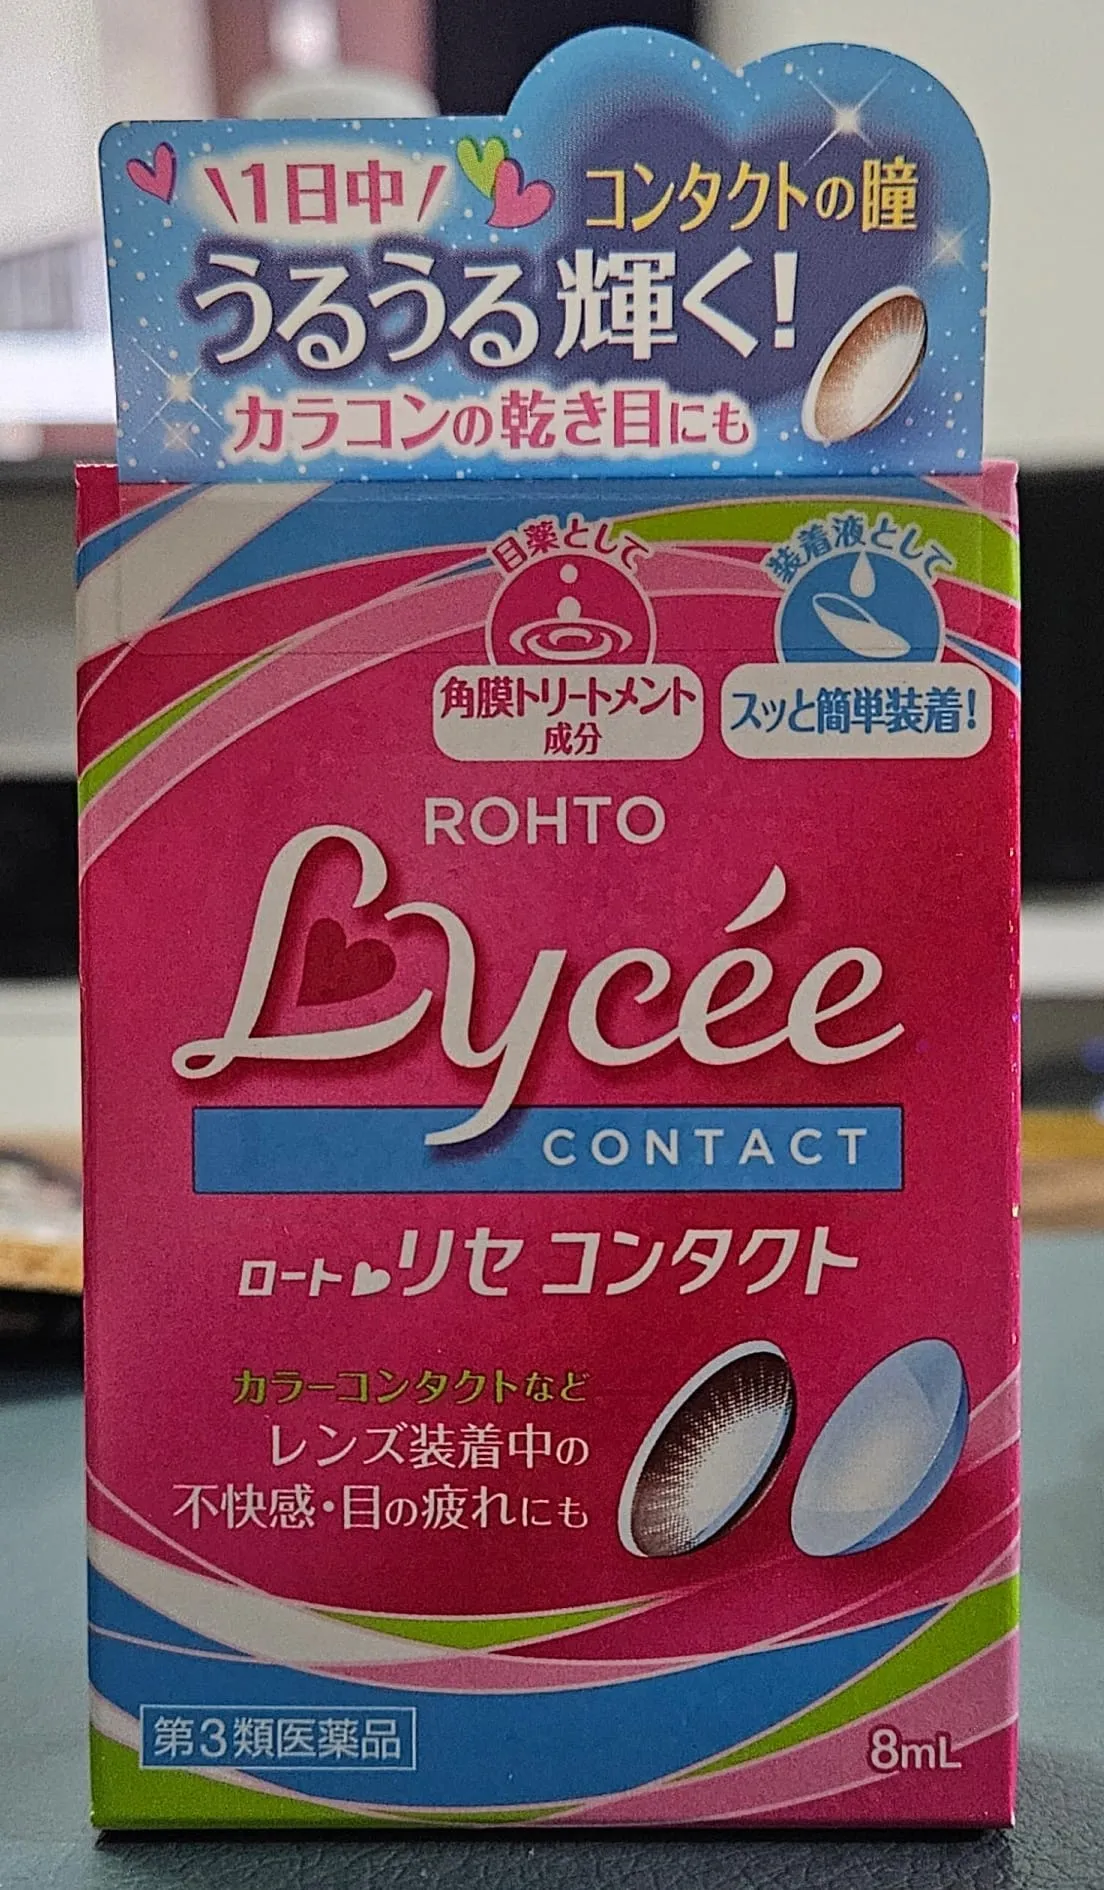 \1日中/
コンタクトの瞳
うるうる輝く!
カラコンの乾き目にも
目薬として
角膜トリートメント
成分
装着液として
スッと簡単装着!
ROHTO
Lycée
CONTACT
ロート リセ コンタクト
カラーコンタクトなど
レンズ装着中の
不快感・目の疲れにも
第3類医薬品
8mL